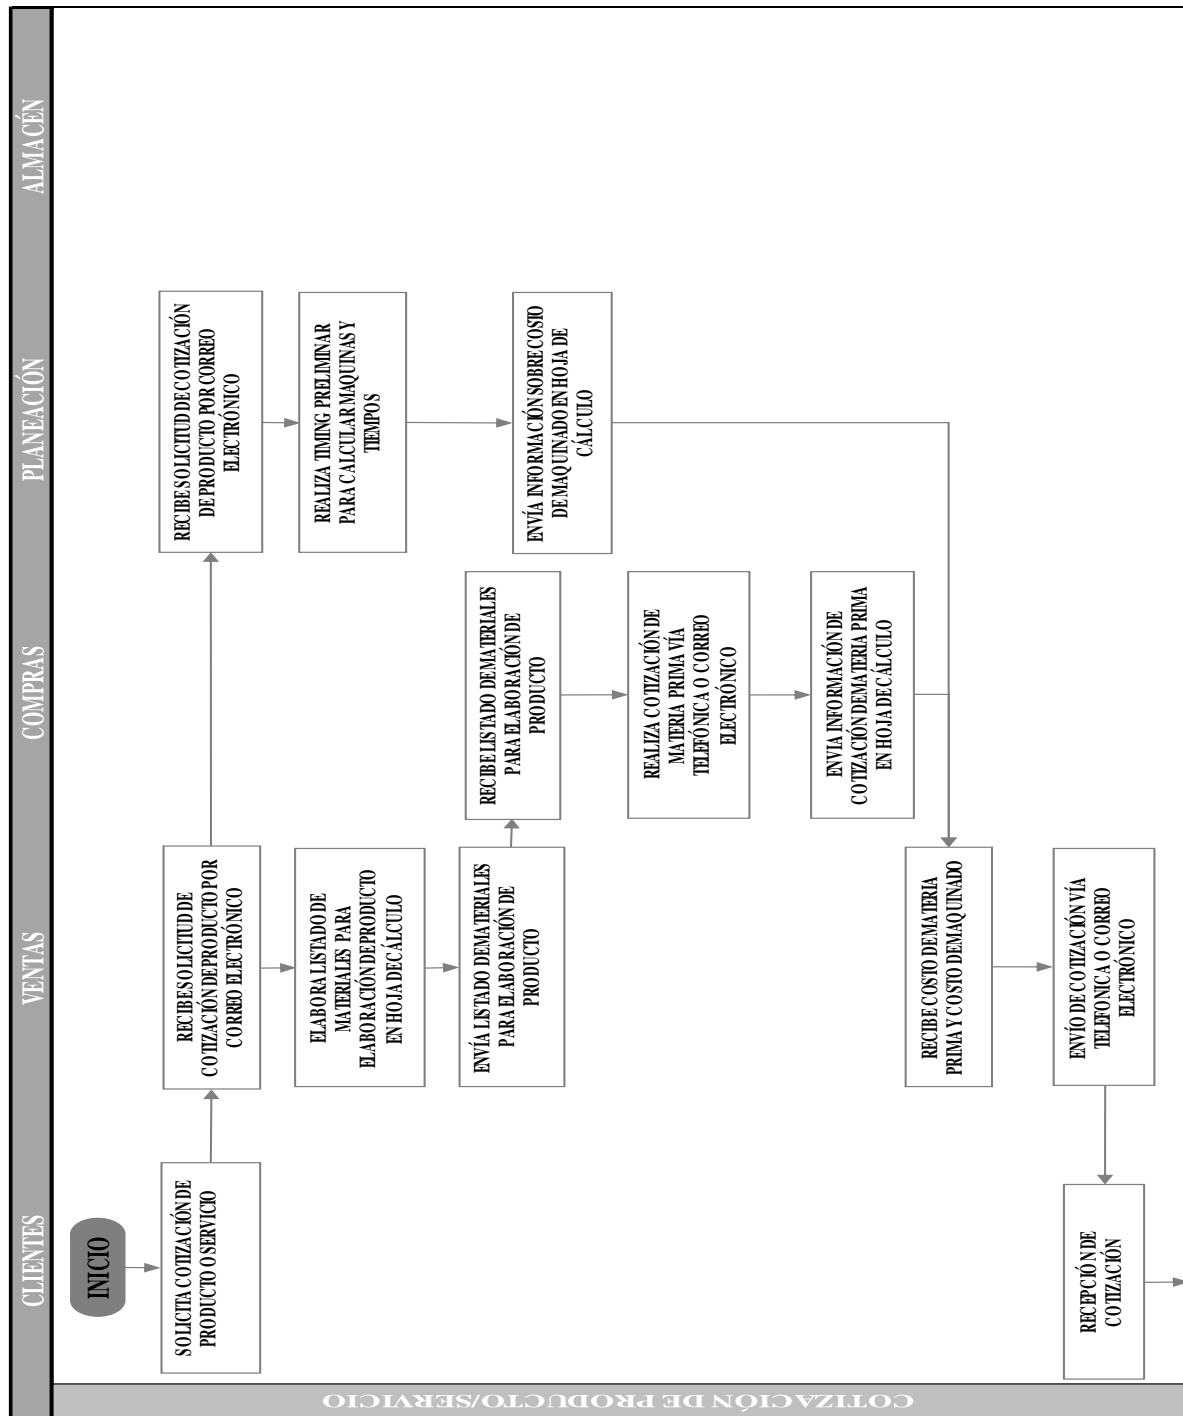 CLIENTES
VENTAS
COMPRAS
PLANEACIÓN
ALMACÉN
COTIZACIÓN DE PRODUCTO/SERVICIO
INICIO
SOLICITA COTIZACIÓN DE
PRODUCTO O SERVICIO
RECIBE SOLICITUD DE
COTIZACIÓN DE PRODUCTO POR
CORREO ELECTRÓNICO
RECIBE SOLICITUD DE COTIZACIÓN
DE PRODUCTO POR CORREO
ELECTRÓNICO
ELABORA LISTADO DE
MATERIALES PARA
ELABORACIÓN DE PRODUCTO
EN HOJA DE CÁLCULO
REALIZA TIMING PRELIMINAR
PARA CALCULAR MAQUINAS Y
TIEMPOS
ENVÍA LISTADO DE MATERIALES
PARA ELABORACIÓN DE
PRODUCTO
RECIBE LISTADO DE MATERIALES
PARA ELABORACIÓN DE
PRODUCTO
ENVÍA INFORMACIÓN SOBRE COSIO
DE MAQUINADO EN HOJA DE
CÁLCULO
REALIZA COTIZACIÓN DE
MATERIA PRIMA VÍA
TELEFÓNICA O CORREO
ELECTRÓNICO
ENVIA INFORMACIÓN DE
COTIZACIÓN DE MATERIA PRIMA
EN HOJA DE CÁLCULO
RECIBE COSTO DE MATERIA
PRIMA Y COSTO DE MAQUINADO
ENVÍO DE COTIZACIÓN VÍA
TELEFONICA O CORREO
ELECTRÓNICO
RECEPCIÓN DE
COTIZACIÓN